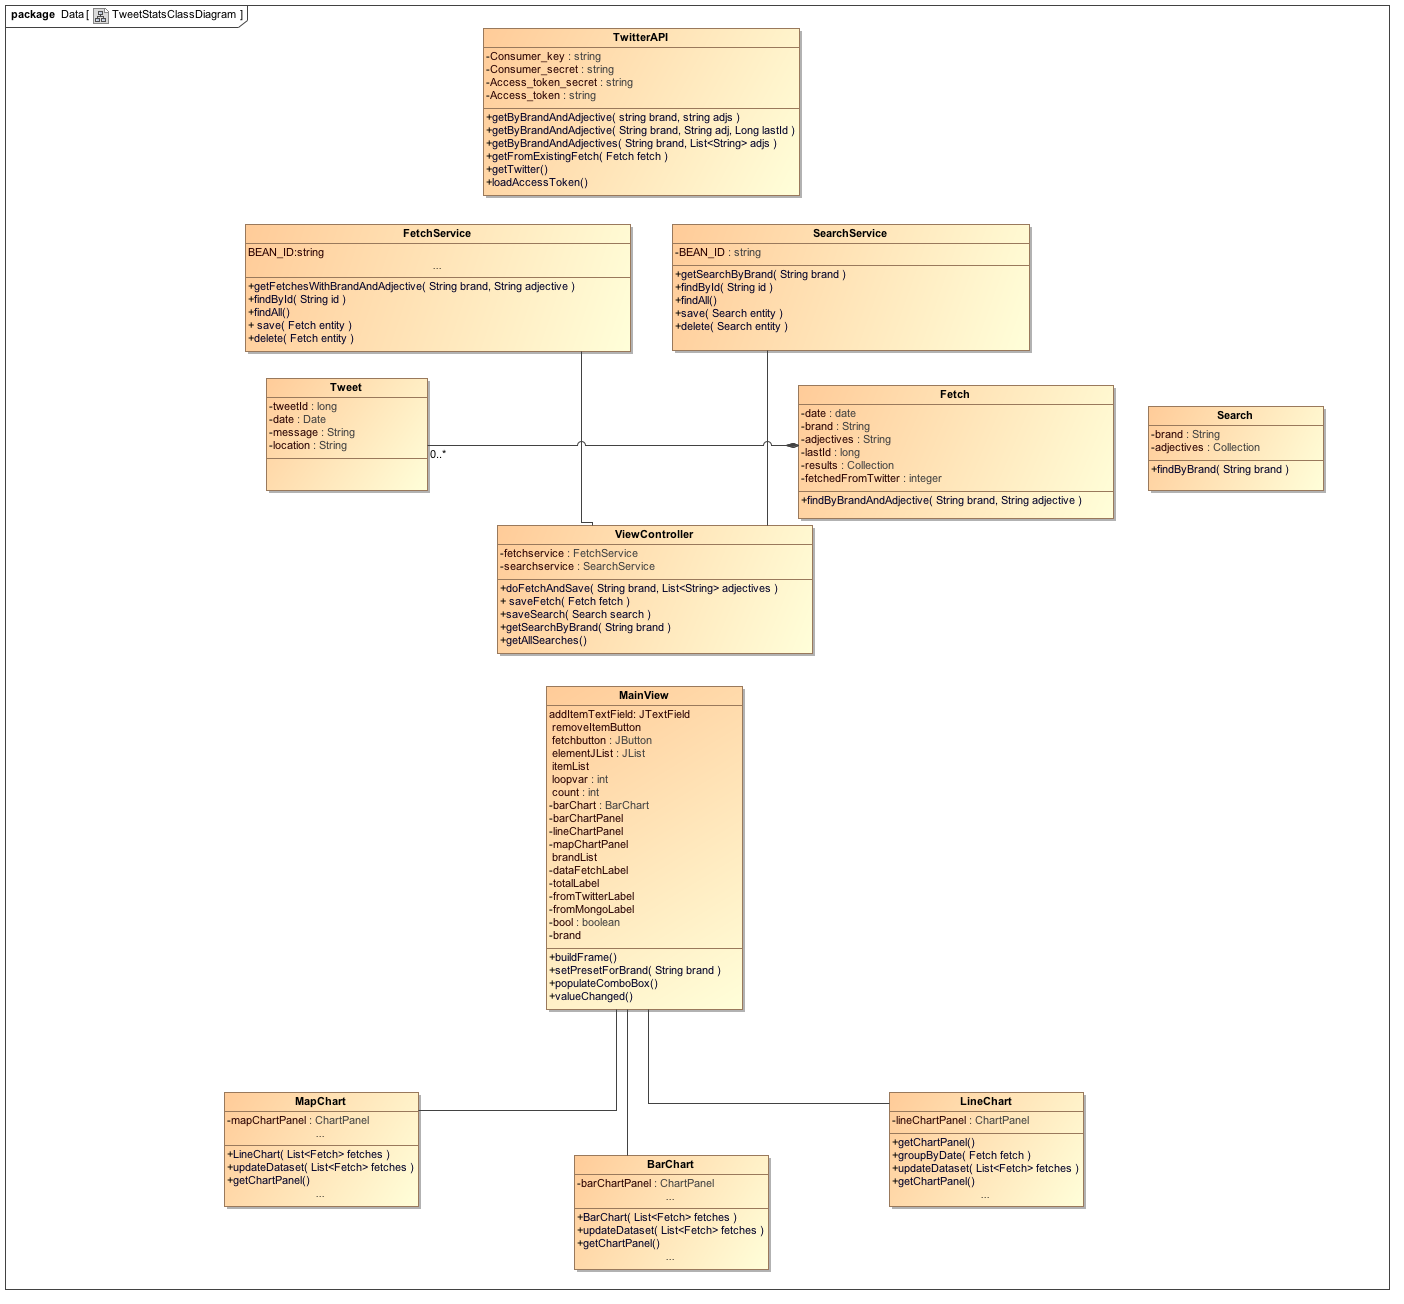 package Data [ TweetStatsClassDiagram ]
TwitterAPI
-Consumer_key : string
-Consumer_secret : string
-Access_token_secret : string
-Access_token : string
+getByBrandAndAdjective( string brand, string adjs )
+getByBrandAndAdjective( String brand, String adj, Long lastId )
+getByBrandAndAdjectives( String brand, List<String> adjs )
+getFromExistingFetch( Fetch fetch )
+getTwitter()
+loadAccessToken()
FetchService
BEAN_ID:string
...
+getFetchesWithBrandAndAdjective( String brand, String adjective )
+findById( String id )
+findAll()
+ save( Fetch entity )
+delete( Fetch entity )
SearchService
-BEAN_ID : string
+getSearchByBrand( String brand )
+findById( String id )
+findAll()
+save( Search entity )
+delete( Search entity )
Tweet
-tweetId : long
-date : Date
-message : String
-location : String
0..*
Fetch
-date : date
-brand : String
-adjectives : String
-lastId : long
-results : Collection
-fetchedFromTwitter : integer
+findByBrandAndAdjective( String brand, String adjective )
Search
-brand : String
-adjectives : Collection
+findByBrand( String brand )
ViewController
-fetchservice : FetchService
-searchservice : SearchService
+doFetchAndSave( String brand, List<String> adjectives )
+ saveFetch( Fetch fetch )
+saveSearch( Search search )
+getSearchByBrand( String brand )
+getAllSearches()
MainView
addItemTextField: JTextField
removeItemButton
fetchbutton : JButton
elementJList : JList
itemList
loopvar : int
count : int
-barChart : BarChart
-barChartPanel
-lineChartPanel
-mapChartPanel
brandList
-dataFetchLabel
-totalLabel
-fromTwitterLabel
-fromMongoLabel
-bool : boolean
-brand
+buildFrame()
+setPresetForBrand( String brand )
+populateComboBox()
+valueChanged()
MapChart
-mapChartPanel : ChartPanel
...
+LineChart( List<Fetch> fetches )
+updateDataset( List<Fetch> fetches )
+getChartPanel()
...
BarChart
-barChartPanel : ChartPanel
...
+BarChart( List<Fetch> fetches )
+updateDataset( List<Fetch> fetches )
+getChartPanel()
...
LineChart
-lineChartPanel : ChartPanel
+getChartPanel()
+groupByDate( Fetch fetch )
+updateDataset( List<Fetch> fetches )
+getChartPanel()
...